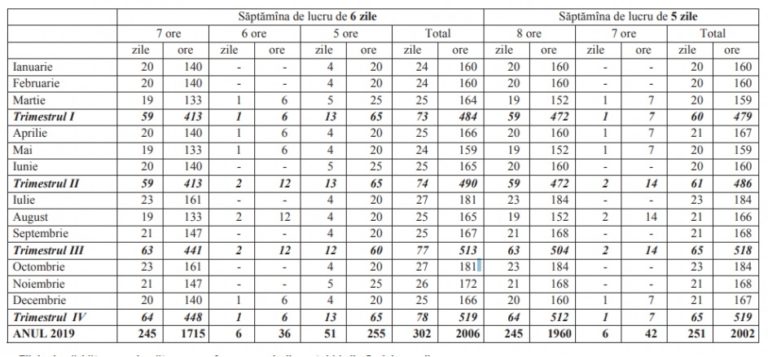 Săptămîna de lucru de 6 zile Săptămîna de lucru de 5 zile
7 ore 6 ore 5 ore Total 8 ore 7 ore Total
zile ore zile ore zile ore zile ore zile ore zile ore zile ore
Ianuarie 20 140 - - 4 20 24 160 20 160 - - 20 160
Februarie 20 140 - - 4 20 24 160 20 160 - - 20 160
Martie 19 133 1 6 5 25 25 164 19 152 1 7 20 159
Trimestrul I 59 413 1 6 13 65 73 484 59 472 1 7 60 479
Aprilie 20 140 1 6 4 20 25 166 20 160 1 7 21 167
Mai 19 133 1 6 4 20 24 159 19 152 1 7 20 159
Iunie 20 140 - - 5 25 25 165 20 160 - - 20 160
Trimestrul II 59 413 2 12 13 65 74 490 59 472 2 14 61 486
Iulie 23 161 - - 4 20 27 181 23 184 - - 23 184
August 19 133 2 12 4 20 25 165 19 152 2 14 21 166
Septembrie 21 147 - - 4 20 25 167 21 168 - - 21 168
Trimestrul III 63 441 2 12 12 60 77 513 63 504 2 14 65 518
Octombrie 23 161 - - 4 20 27 181 23 184 - - 23 184
Noiembrie 21 147 - - 5 25 26 172 21 168 - - 21 168
Decembrie 20 140 1 6 4 20 25 166 20 160 1 7 21 167
Trimestrul IV 64 448 1 6 13 65 78 519 64 512 1 7 65 519
ANUL 2019 245 1715 6 36 51 255 302 2006 245 1960 6 42 251 2002